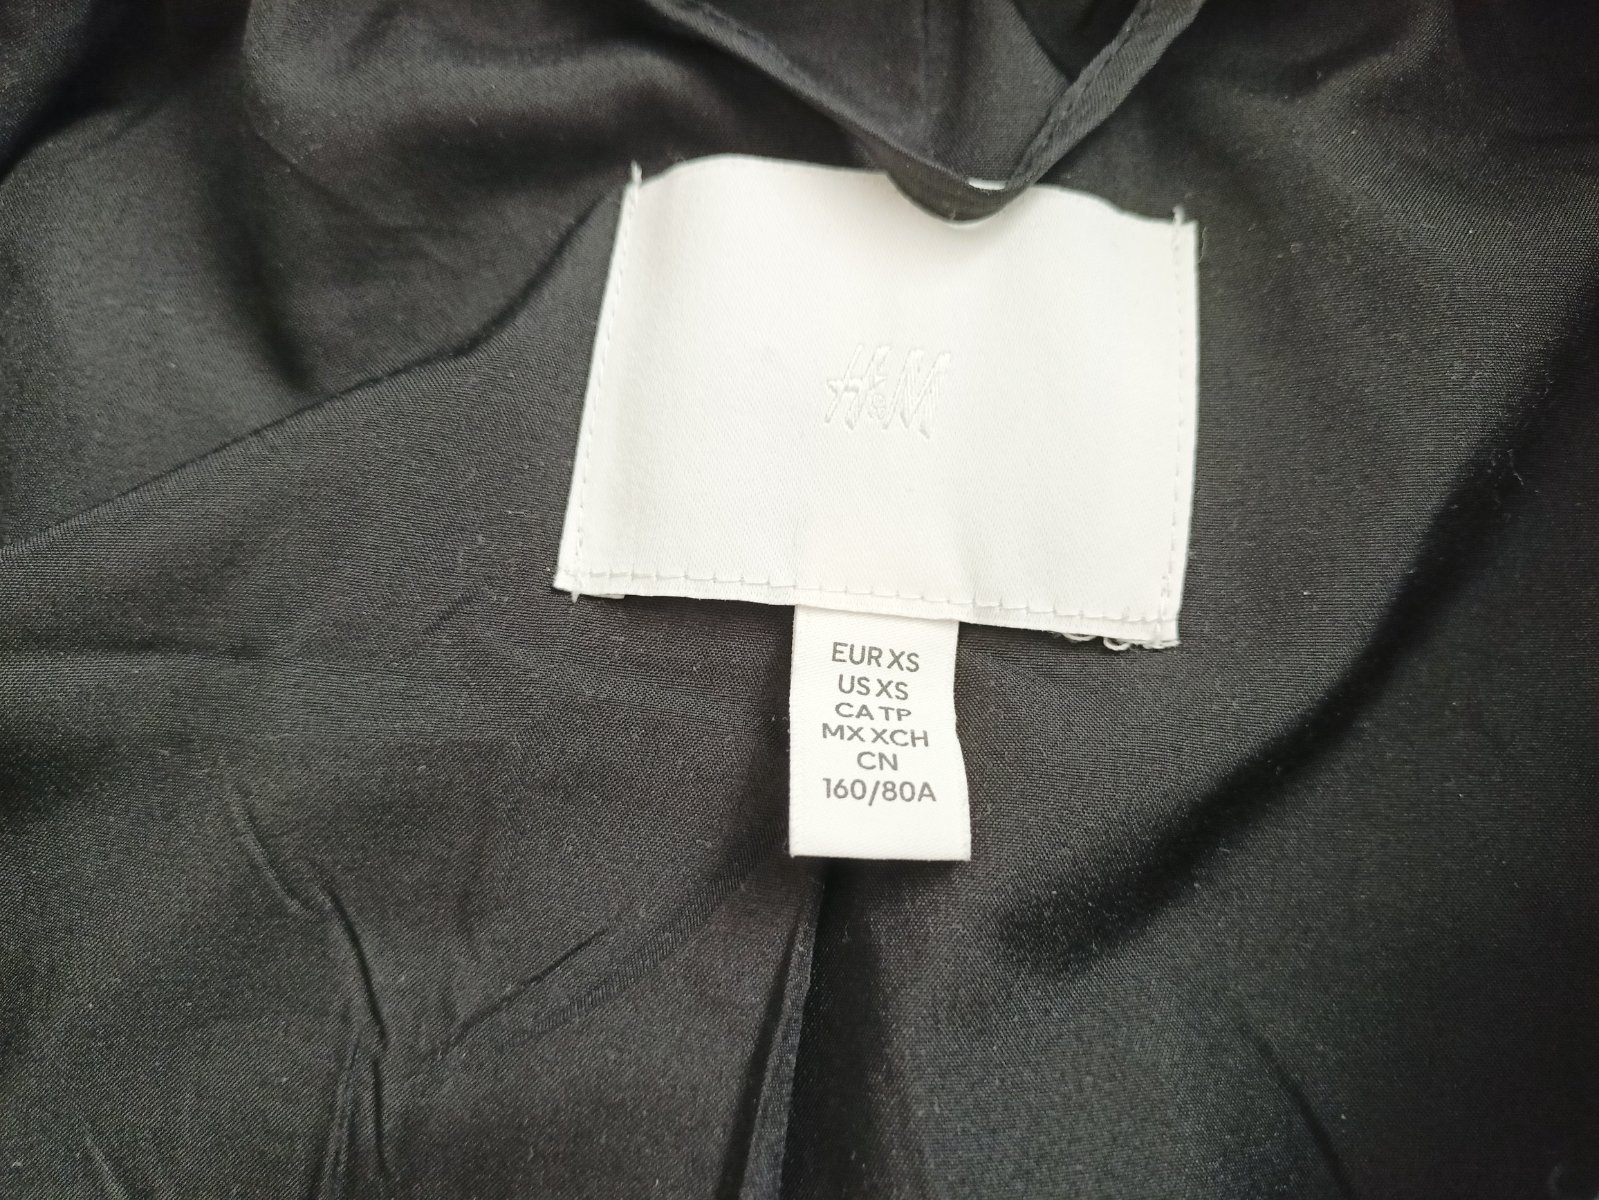 H&M
EUR XS
US XS
CA TP
MX XCH
CN
160/80A